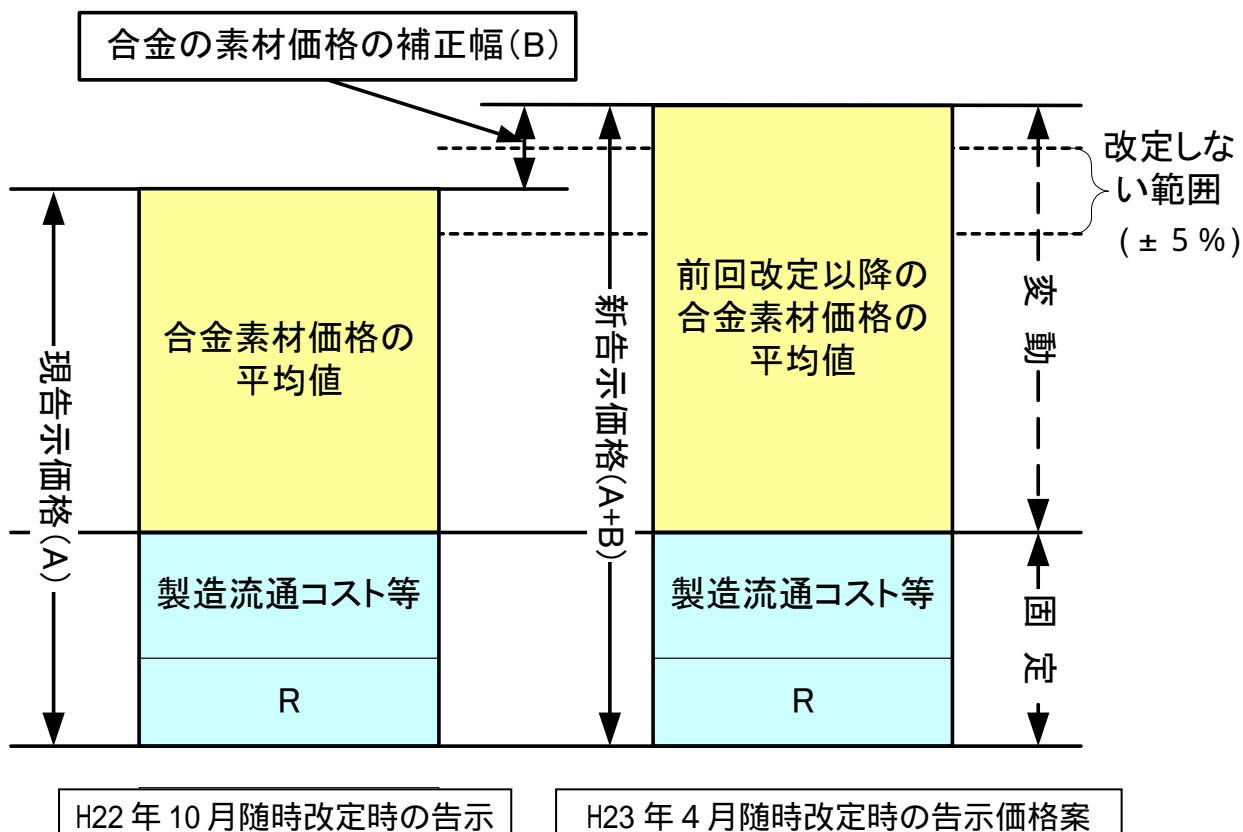 合金の素材価格の補正幅(B)
改定しな
い範囲
(±5%)
現告示価格(A)
合金素材価格の
平均値
製造流通コスト等
R
新告示価格(A+B)
前回改定以降の
合金素材価格の
平均値
製造流通コスト等
R
変動
固定
H22年10月随時改定時の告示
H23年4月随時改定時の告示価格案